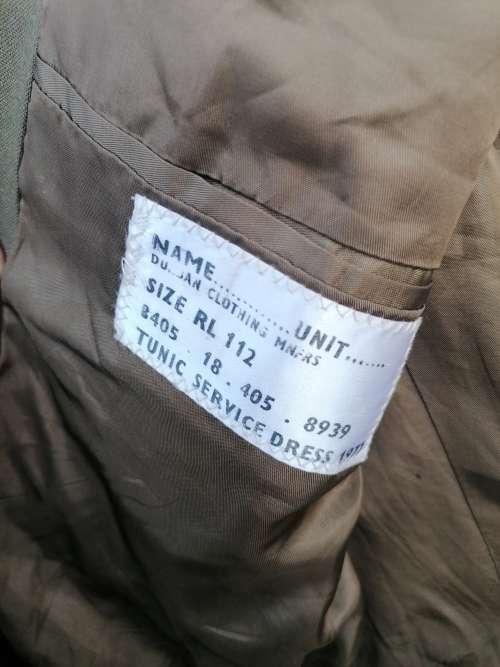 NAME............UNIT.......
CLOTHING MNFRS
SIZE RL 112
8405 . 18 . 405 . 8939
TUNIC SERVICE DRESS